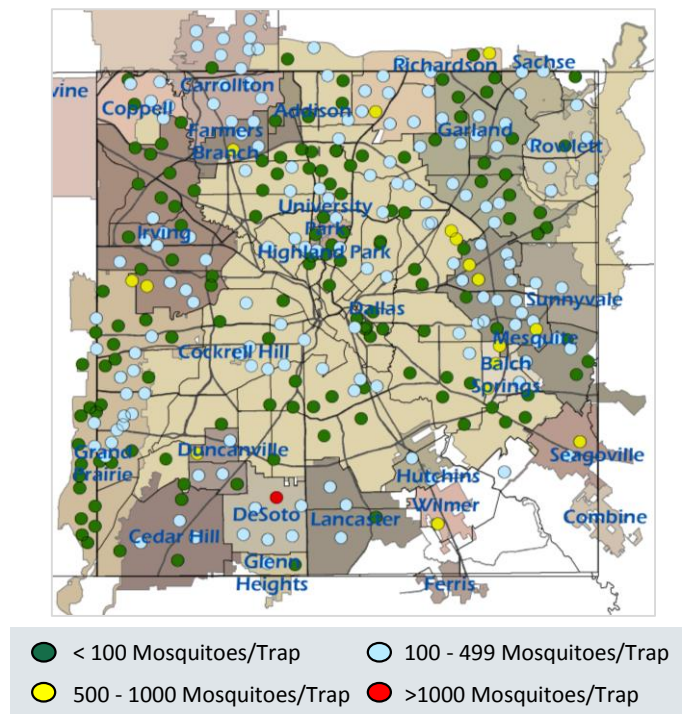 Richardson
Sachse
vine
Carrollton
Coppell
Addison
Garland
Farmers
Branch
Rowlett
University
Park
Irving
Highland Park
Sunnyvale
Dallas
Mesquite
Cockrell Hill
Balch
Springs
Duncanville
Seagoville
Grand
Prairie
Hutchins
Wilmer
DeSoto
Lancaster
Combine
Cedar Hill
Glenn
Heights
Ferris
< 100 Mosquitoes/Trap
100 - 499 Mosquitoes/Trap
500 - 1000 Mosquitoes/Trap
>1000 Mosquitoes/Trap